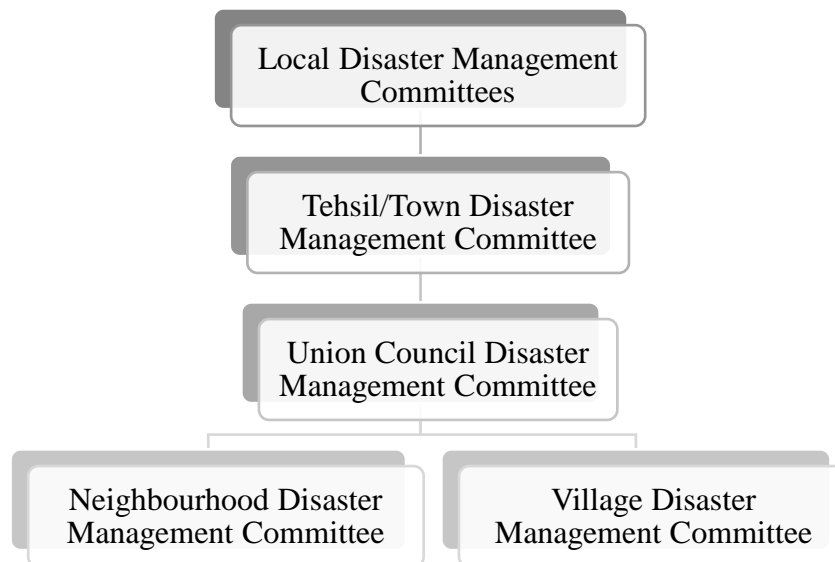 Local Disaster Management
Committees
Tehsil/Town Disaster
Management Committee
Union Council Disaster
Management Committee
Neighbourhood Disaster
Management Committee
Village Disaster
Management Committee